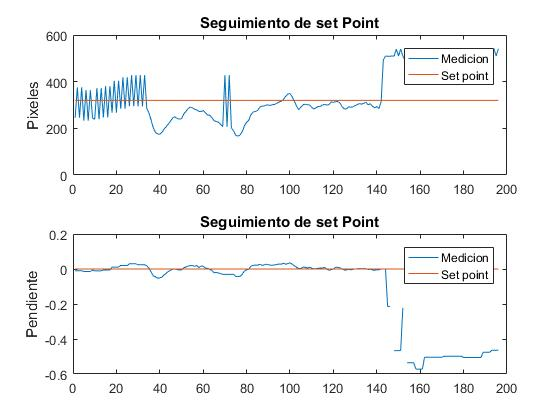 Seguimiento de set Point
600
400
200
0
Pixeles
Medicion
Set point
0 20 40 60 80 100 120 140 160 180 200
Seguimiento de set Point
0.2
0
-0.2
-0.4
-0.6
Pendiente
Medicion
Set point
0 20 40 60 80 100 120 140 160 180 200